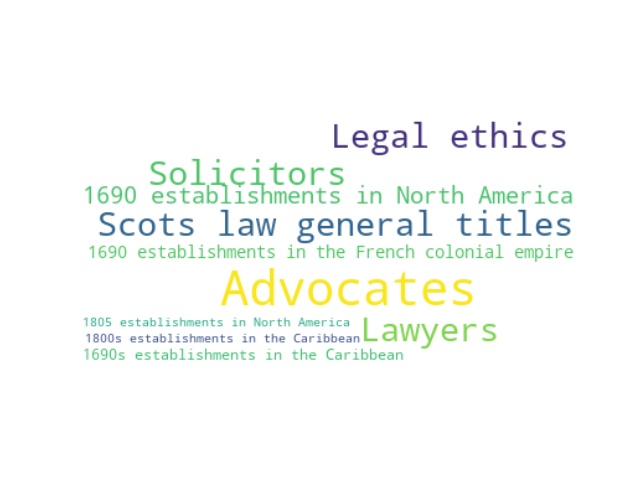 Legal ethics
Solicitors
1690 establishments in North America
Scots law general titles
1690 establishments in the French colonial empire
Advocates
1805 establishments in North America
Lawyers
1800s establishments in the Caribbean
1690s establishments in the Caribbean